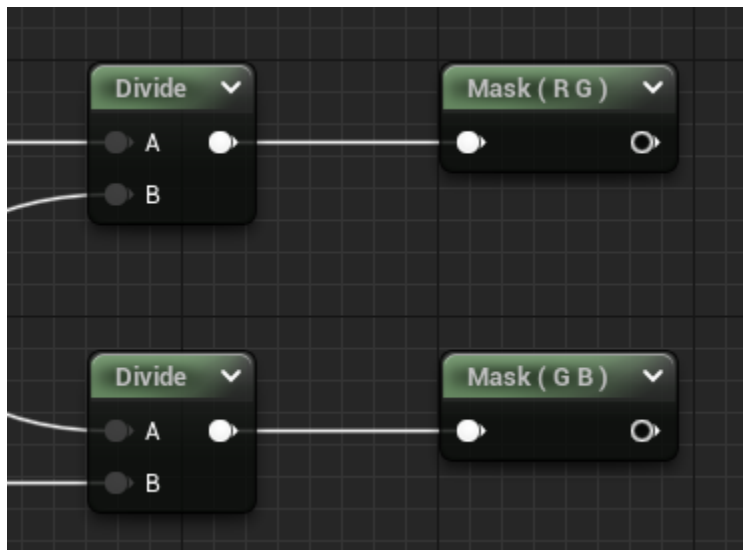 Divide
Mask ( R G )
A
B
Divide
Mask ( G B )
A
B